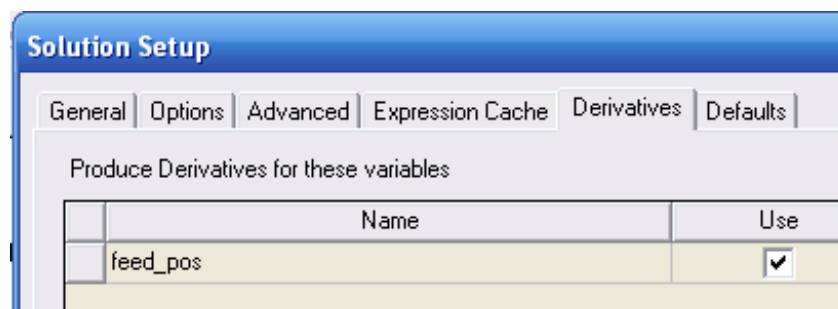 Solution Setup
General Options Advanced Expression Cache Derivatives Defaults
Produce Derivatives for these variables
Name Use
feed_pos